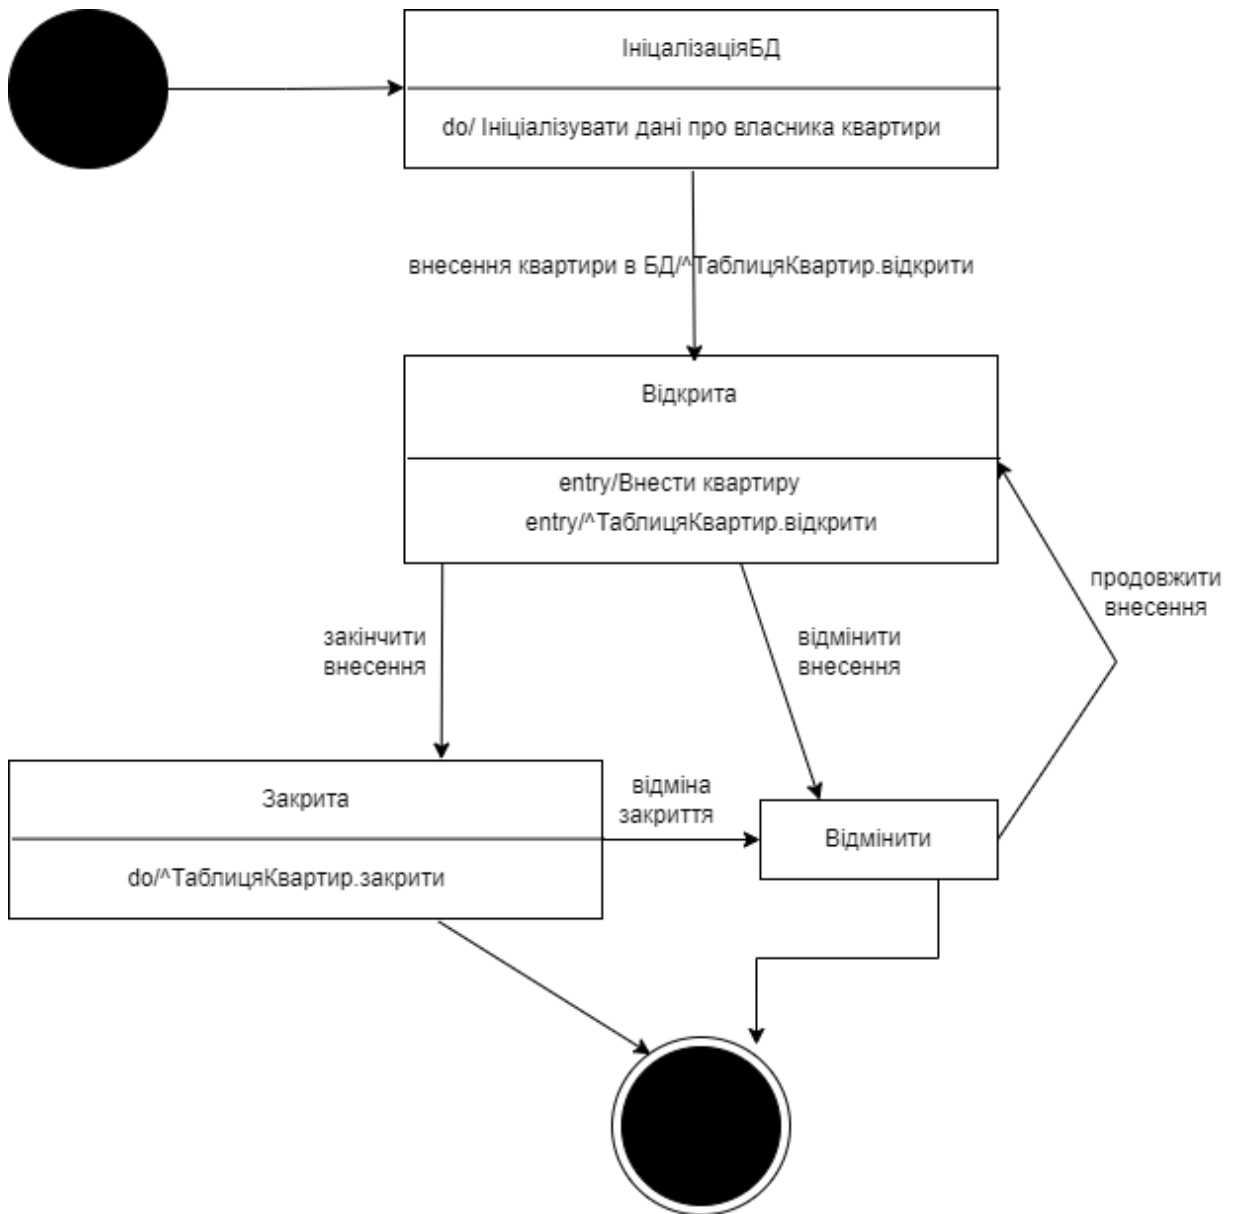 ІніцалізаціяБД
do/ Ініціалізувати дані про власника квартири
внесення квартири в БД/^ТаблицяКвартир.відкрити
Відкрита
entry/Внести квартиру
entry/^ТаблицяКвартир.відкрити
продовжити
внесення
закінчити
внесення
відмінити
внесення
Закрита
do/^ТаблицяКвартир.закрити
відміна
закриття
Відмінити